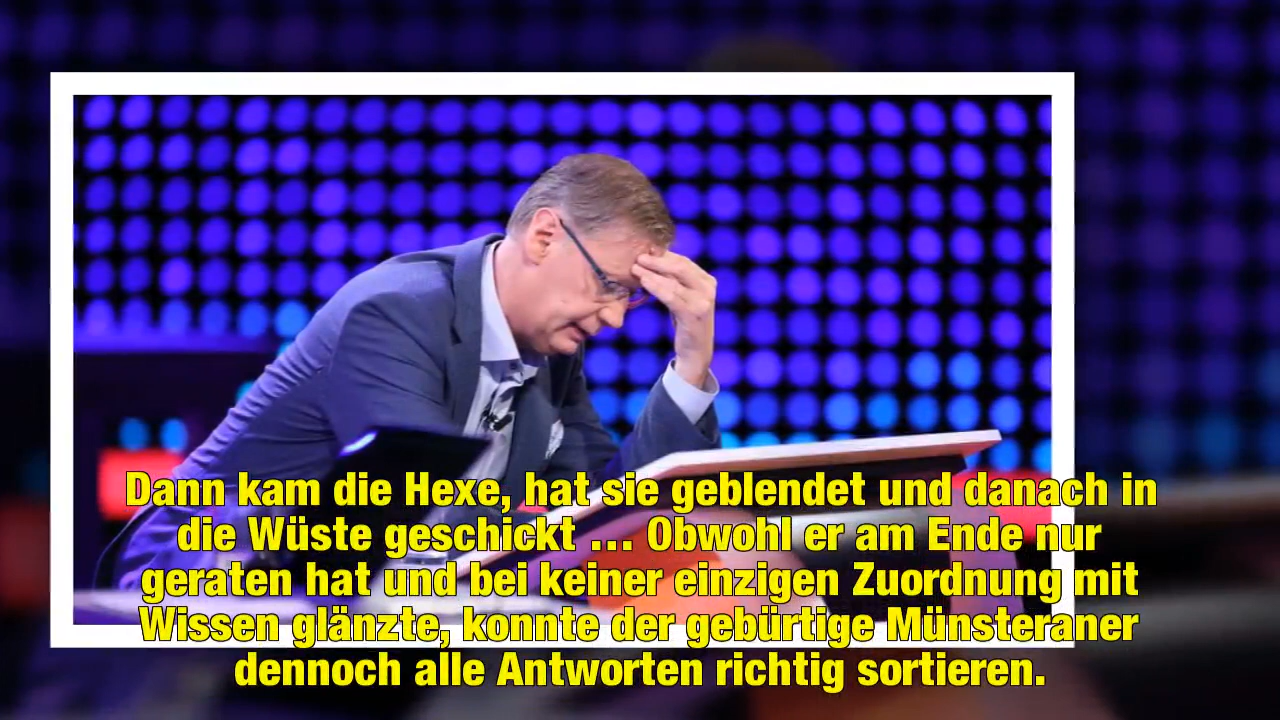 Dann kam die Hexe, hat sie geblendet und danach in
die Wüste geschickt … Obwohl er am Ende nur
geraten hat und bei keiner einzigen Zuordnung mit
Wissen glänzte, konnte der gebürtige Münsteraner
dennoch alle Antworten richtig sortieren.